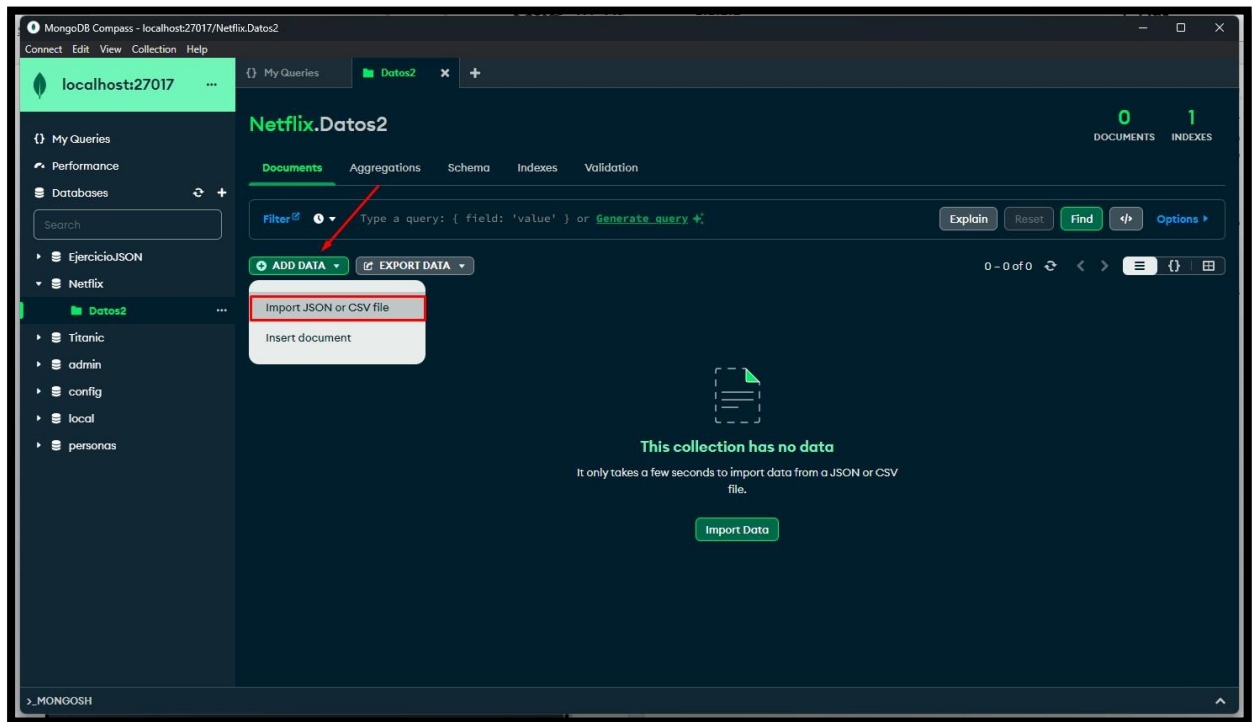 MongoDB Compass - localhost:27017/Netflix.Datos2
Connect Edit View Collection Help
localhost:27017 ...
{} My Queries
Performance
Databases
Search
EjercicioJSON
Netflix
Datos2 ...
Titanic
admin
config
local
personas
{} My Queries
Datos2
Netflix.Datos2
0 DOCUMENTS
1 INDEXES
Documents Aggregations Schema Indexes Validation
Filter Type a query: { field: 'value' } or Generate query
Explain Reset Find </> Options
ADD DATA EXPORT DATA
0 – 0 of 0
{}
Import JSON or CSV file
Insert document
This collection has no data
It only takes a few seconds to import data from a JSON or CSV
file.
Import Data
>_MONGOSH